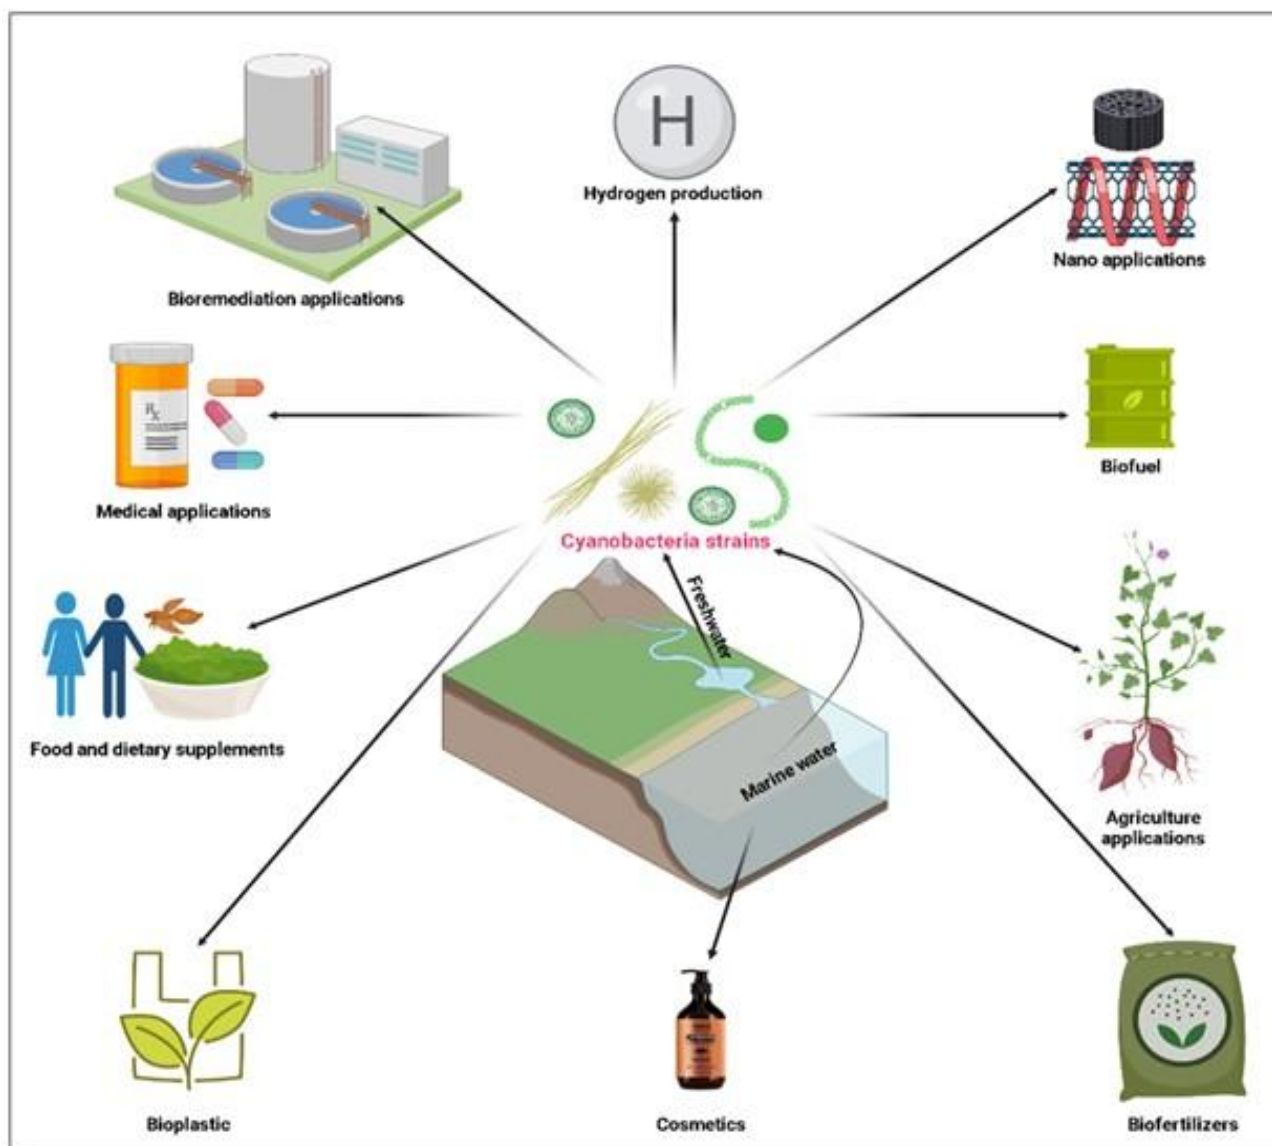 H
Hydrogen production
Nano applications
Bioremediation applications
Rx
Medical applications
Biofuel
Cyanobacteria strains
Freshwater
Marine water
Food and dietary supplements
Agriculture
applications
Bioplastic
Cosmetics
Biofertilizers